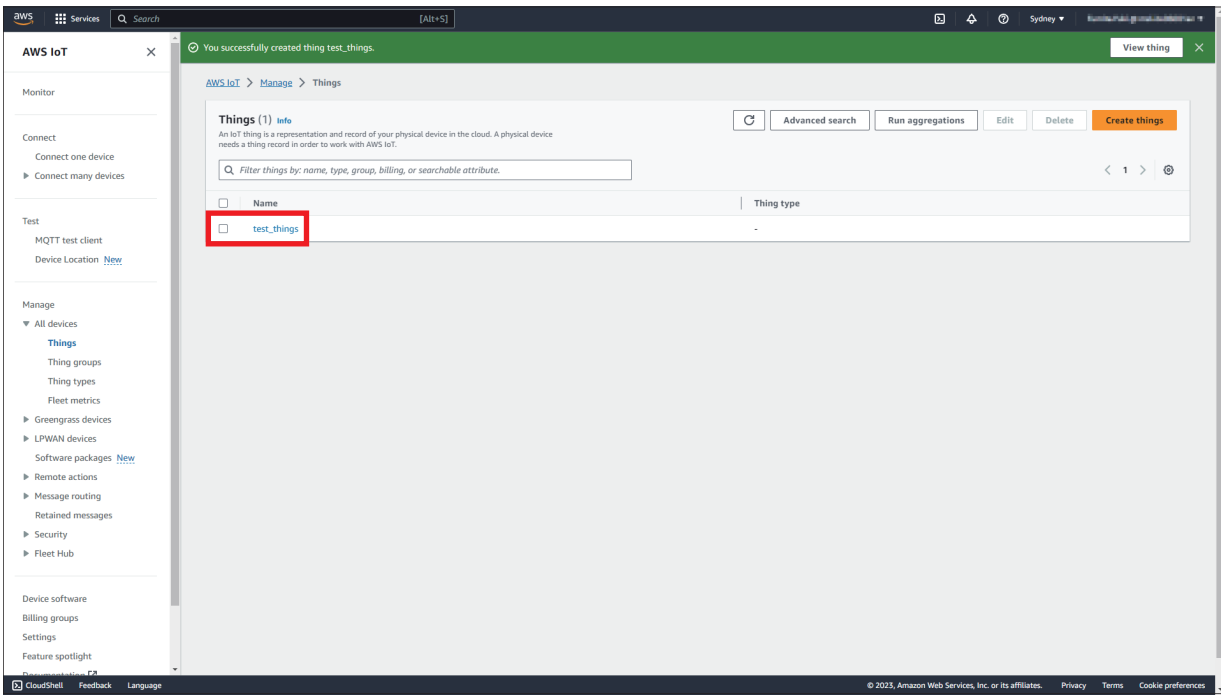 aws Services Search [Alt+S] Sydney
AWS IoT
Monitor
Connect
Connect one device
Connect many devices
Test
MQTT test client
Device Location New
Manage
All devices
Things
Thing groups
Thing types
Fleet metrics
Greengrass devices
LPWAN devices
Software packages New
Remote actions
Message routing
Retained messages
Security
Fleet Hub
Device software
Billing groups
Settings
Feature spotlight
You successfully created thing test_things. View thing
AWS IoT > Manage > Things
Things (1) Info Advanced search Run aggregations Edit Delete Create things
An IoT thing is a representation and record of your physical device in the cloud. A physical device
needs a thing record in order to work with AWS IoT.
Filter things by: name, type, group, billing, or searchable attribute. < 1 >
Name Thing type
test_things -
CloudShell Feedback Language © 2023, Amazon Web Services, Inc. or its affiliates. Privacy Terms Cookie preferences